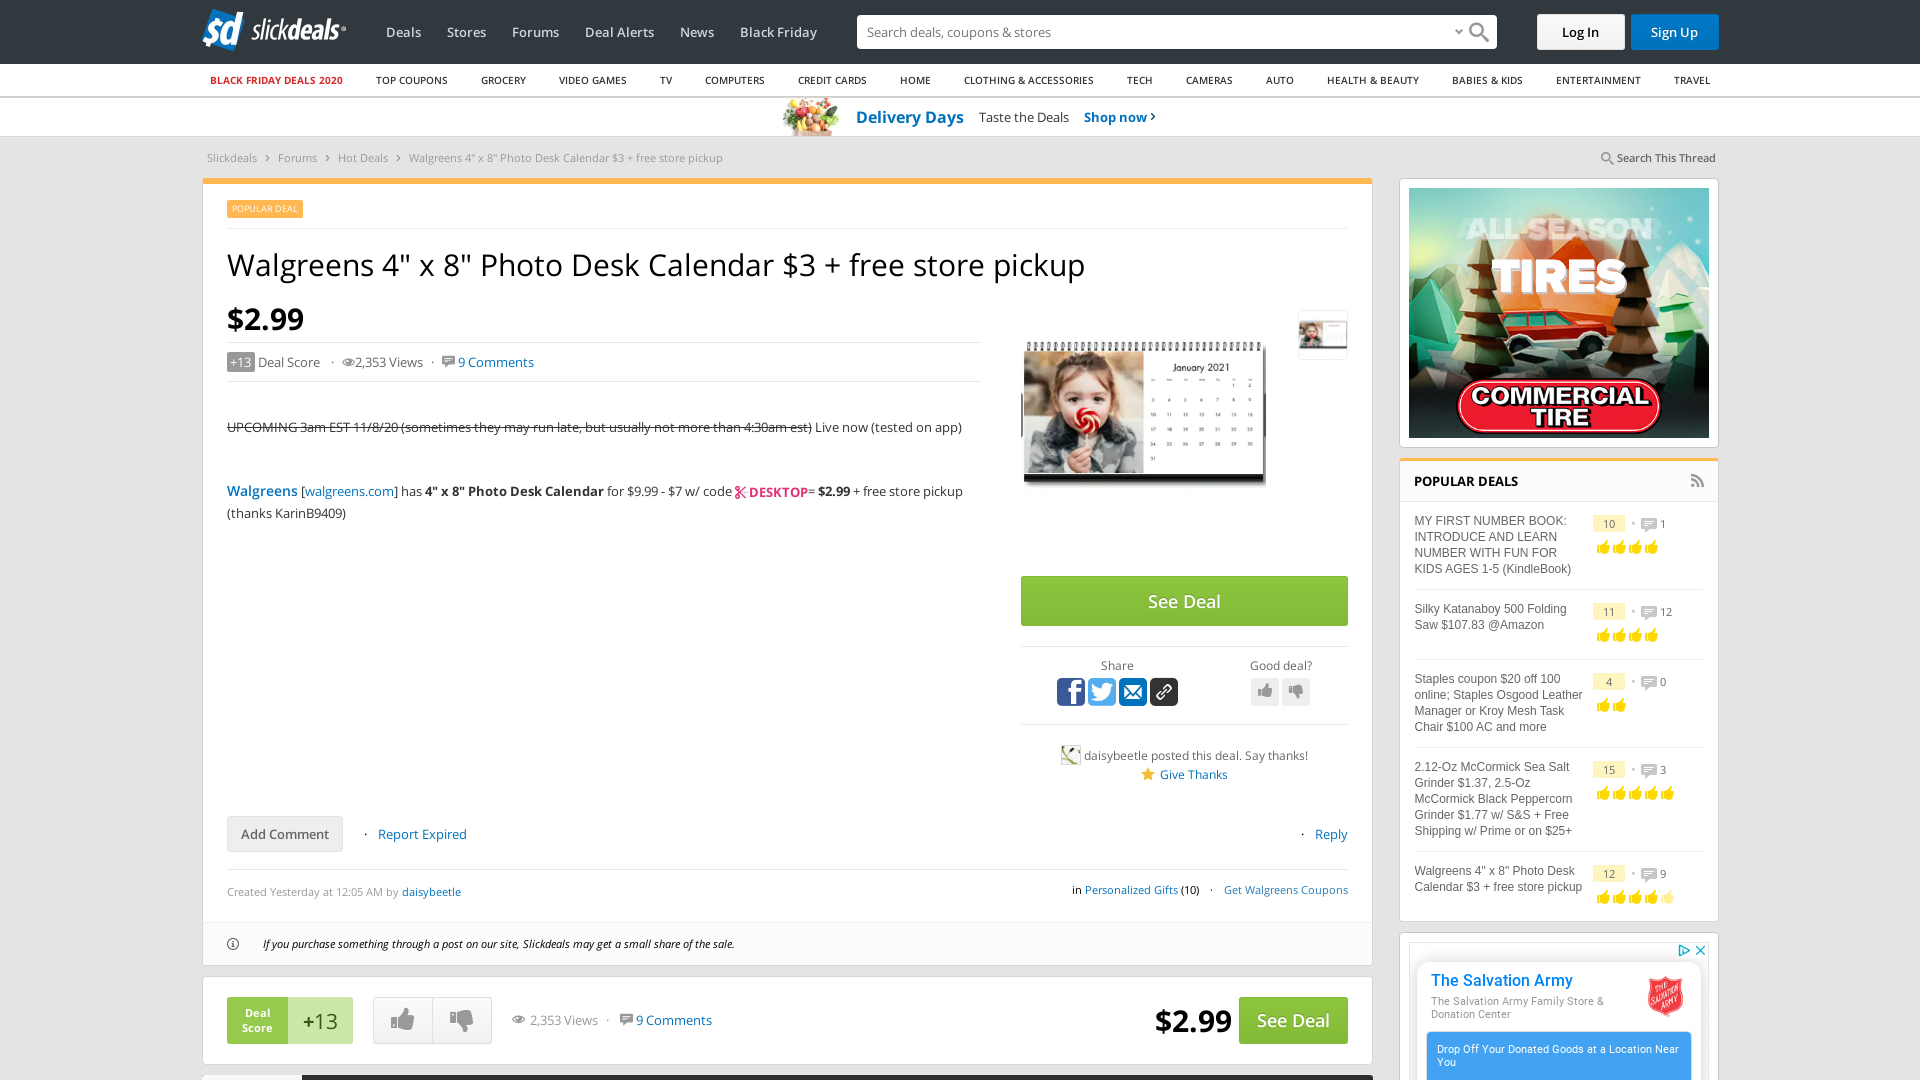 slickdeals
Deals Stores Forums Deal Alerts News Black Friday
Search deals, coupons & shops
Log In Sign Up
BLACK FRIDAY DEALS 2020 TOP COUPONS GROCERY VIDEO GAMES TV COMPUTERS CREDIT CARDS HOME CLOTHING & ACCESSORIES TECH CAMERAS AUTO HEALTH & BEAUTY BABIES & KIDS ENTERTAINMENT TRAVEL
Delivery Days Taste the Deals Shop now
Slickdeals Forums Hot Deals Walgreens 4" x 8" Photo Desk Calendar $3 + free store pickup
Search This Thread
POPULAR DEAL
Walgreens 4" x 8" Photo Desk Calendar $3 + free store pickup
$2.99
+13 Deal Score · 2,353 Views · 9 Comments
UPCOMING 3am EST 11/8/20 (sometimes they may run late, but usually not more than 4:30am est) Live now (tested on app)
Walgreens [walgreens.com] has 4" x 8" Photo Desk Calendar for $9.99 - $7 w/ code DESKTOP= $2.99 + free store pickup
(thanks KarinB9409)
January 2021
See Deal
Share Good deal?
daisybeetle posted this deal. Say thanks!
Give Thanks
Add Comment · Report Expired
· Reply
Created Yesterday at 12:05 AM by daisybeetle
in Personalized Gifts (10) · Get Walgreens Coupons
If you purchase something through a post on our site, Slickdeals may get a small share of the sale.
Deal
Score
+13
2,353 Views · 9 Comments
$2.99 See Deal
ALL SEASON
TIRES
COMMERCIAL
TIRE
POPULAR DEALS
MY FIRST NUMBER BOOK:
INTRODUCE AND LEARN
NUMBER WITH FUN FOR
KIDS AGES 1-5 (KindleBook)
10 • 1
Silky Katanaboy 500 Folding
Saw $107.83 @Amazon
11 • 12
Staples coupon $20 off 100
online; Staples Osgood Leather
Manager or Kroy Mesh Task
Chair $100 AC and more
4 • 0
2.12-Oz McCormick Sea Salt
Grinder $1.37, 2.5-Oz
McCormick Black Peppercorn
Grinder $1.77 w/ S&S + Free
Shipping w/ Prime or on $25+
15 • 3
Walgreens 4" x 8" Photo Desk
Calendar $3 + free store pickup
12 • 9
The Salvation Army
The Salvation Army Family Store &
Donation Center
Drop Off Your Donated Goods at a Location Near
You